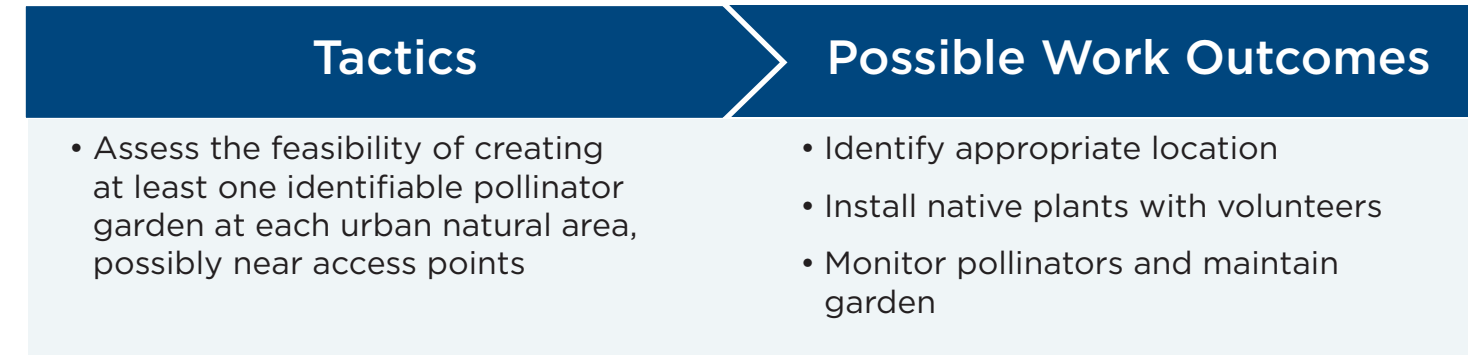 Tactics
Possible Work Outcomes
• Assess the feasibility of creating
at least one identifiable pollinator
garden at each urban natural area,
possibly near access points
• Identify appropriate location
• Install native plants with volunteers
• Monitor pollinators and maintain
garden